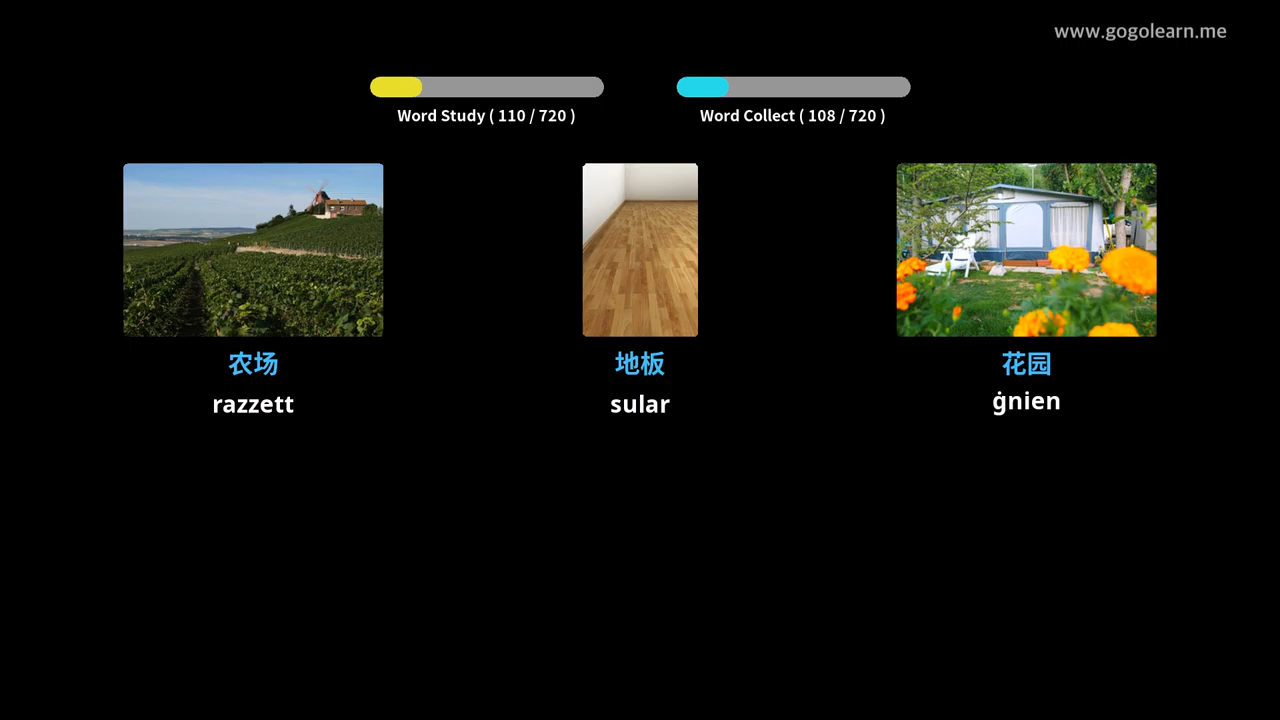 www.gogolearn.me
Word Study ( 110 / 720 )
Word Collect ( 108 / 720 )
农场
地板
花园
razzett
sular
ġnien